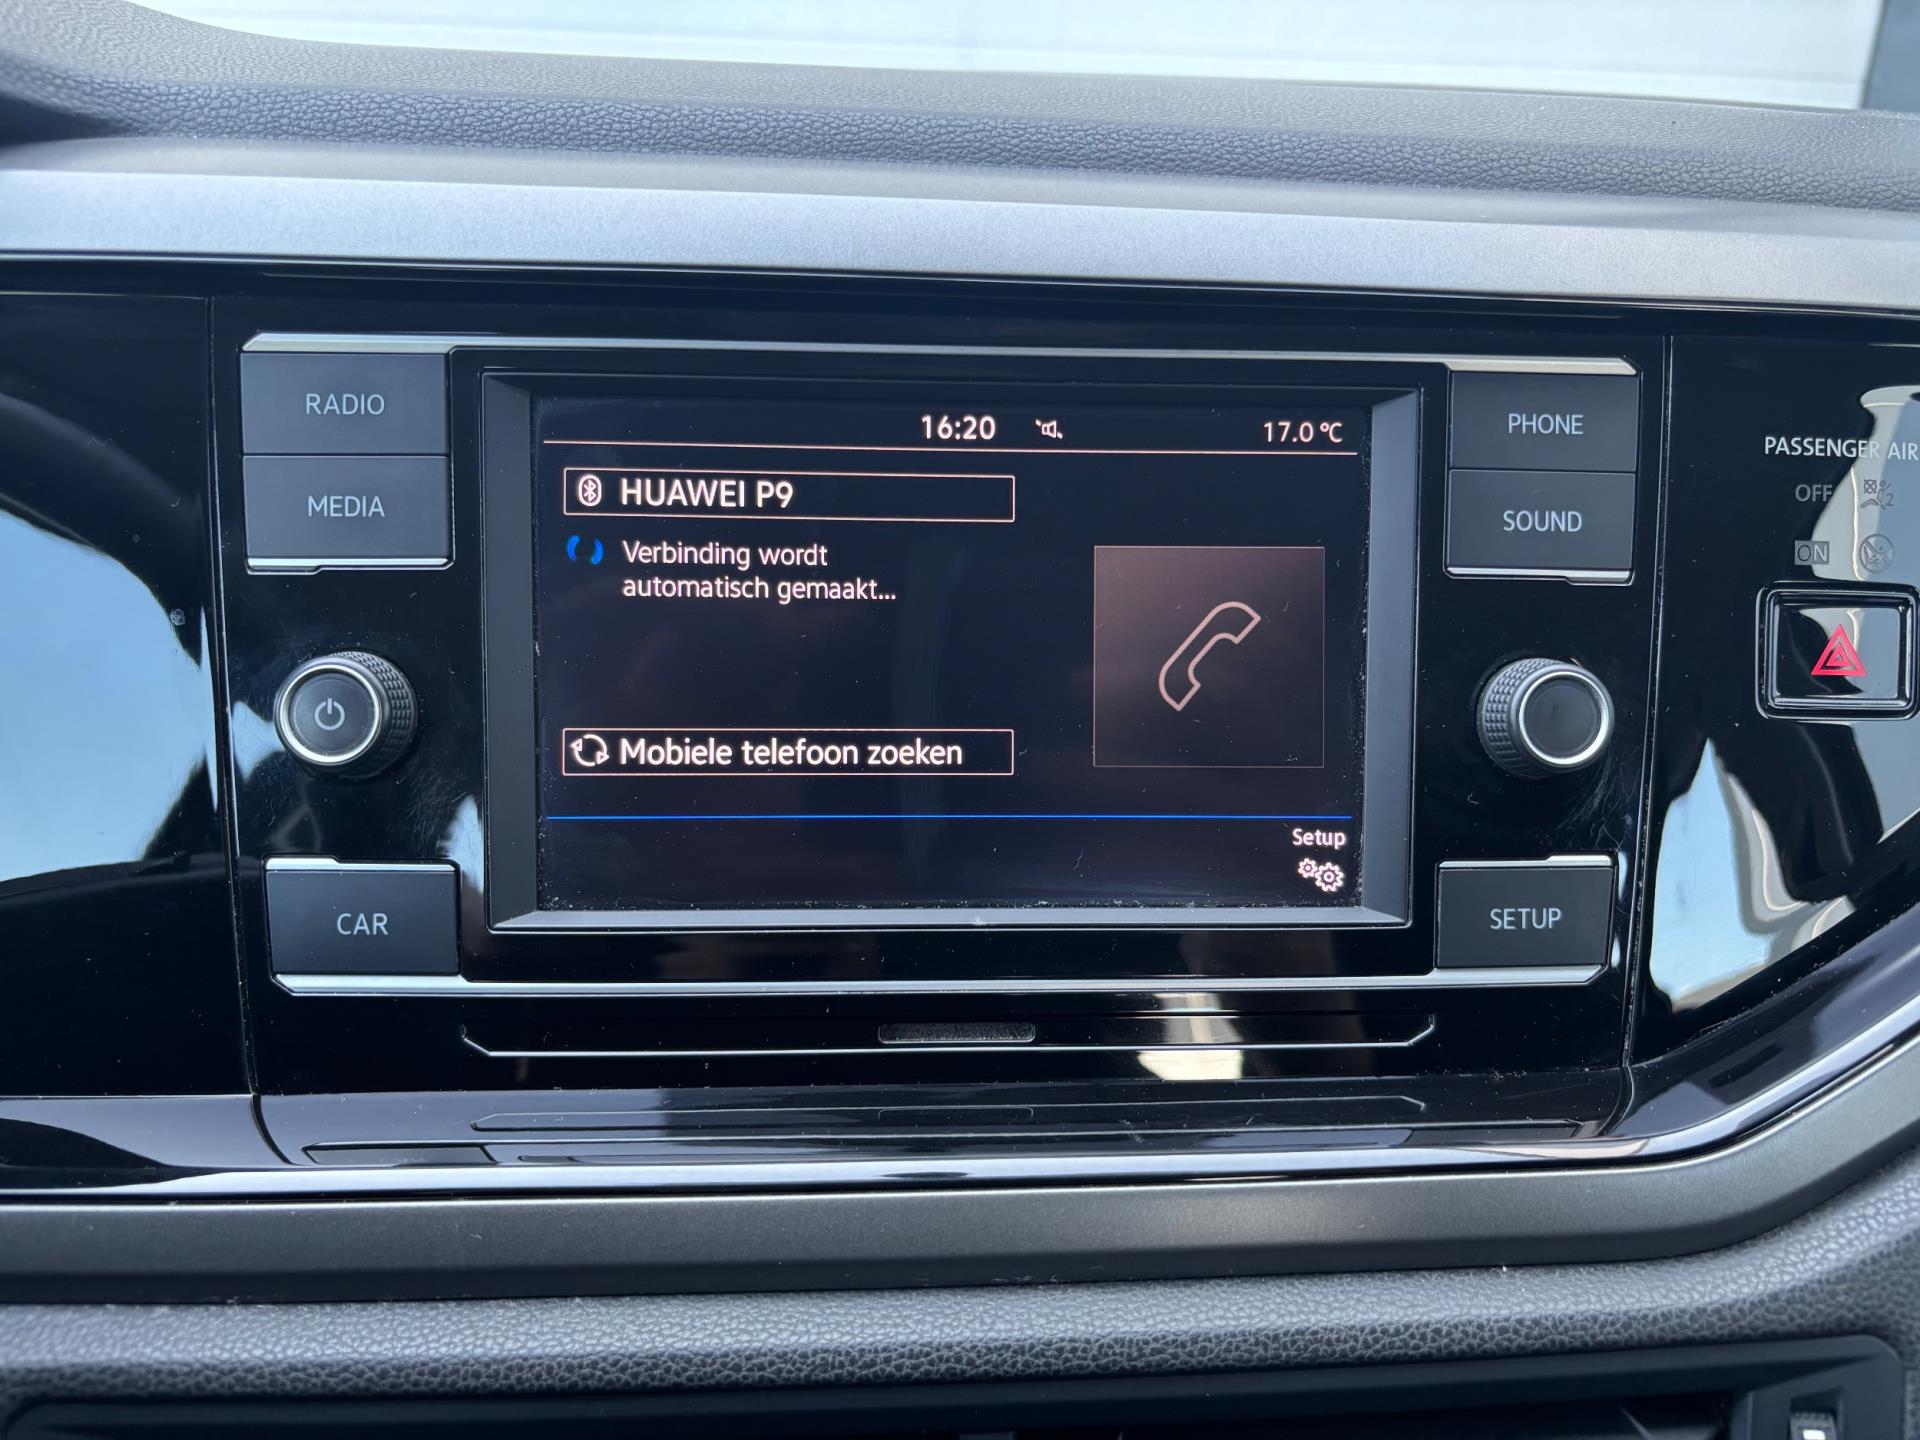 RADIO
MEDIA
CAR
16:20
17.0 °C
HUAWEI P9
Verbinding wordt
automatisch gemaakt...
Mobiele telefoon zoeken
Setup
PHONE
SOUND
SETUP
PASSENGER AIR
OFF
2
ON